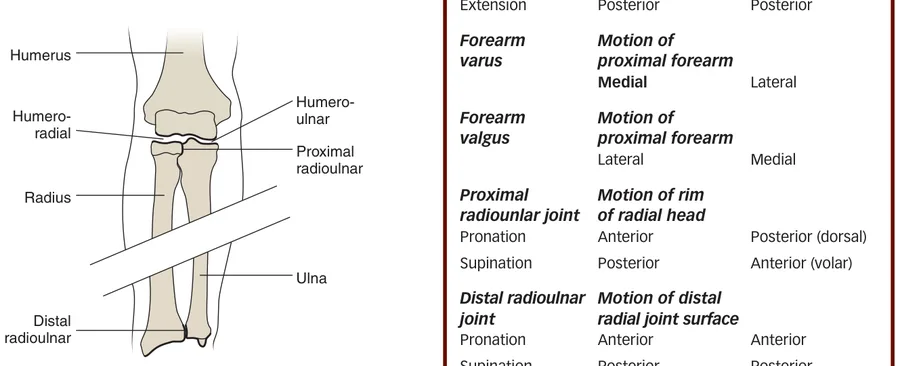 Humerus
Humero-
radial
Radius
Distal
radioulnar
Humero-
ulnar
Proximal
radioulnar
Ulna
Extension Posterior Posterior
Forearm Motion of
varus proximal forearm
Medial Lateral
Forearm Motion of
valgus proximal forearm
Lateral Medial
Proximal Motion of rim
radiounlar joint of radial head
Pronation Anterior Posterior (dorsal)
Supination Posterior Anterior (volar)
Distal radioulnar Motion of distal
joint radial joint surface
Pronation Anterior Anterior
Supination Posterior Posterior